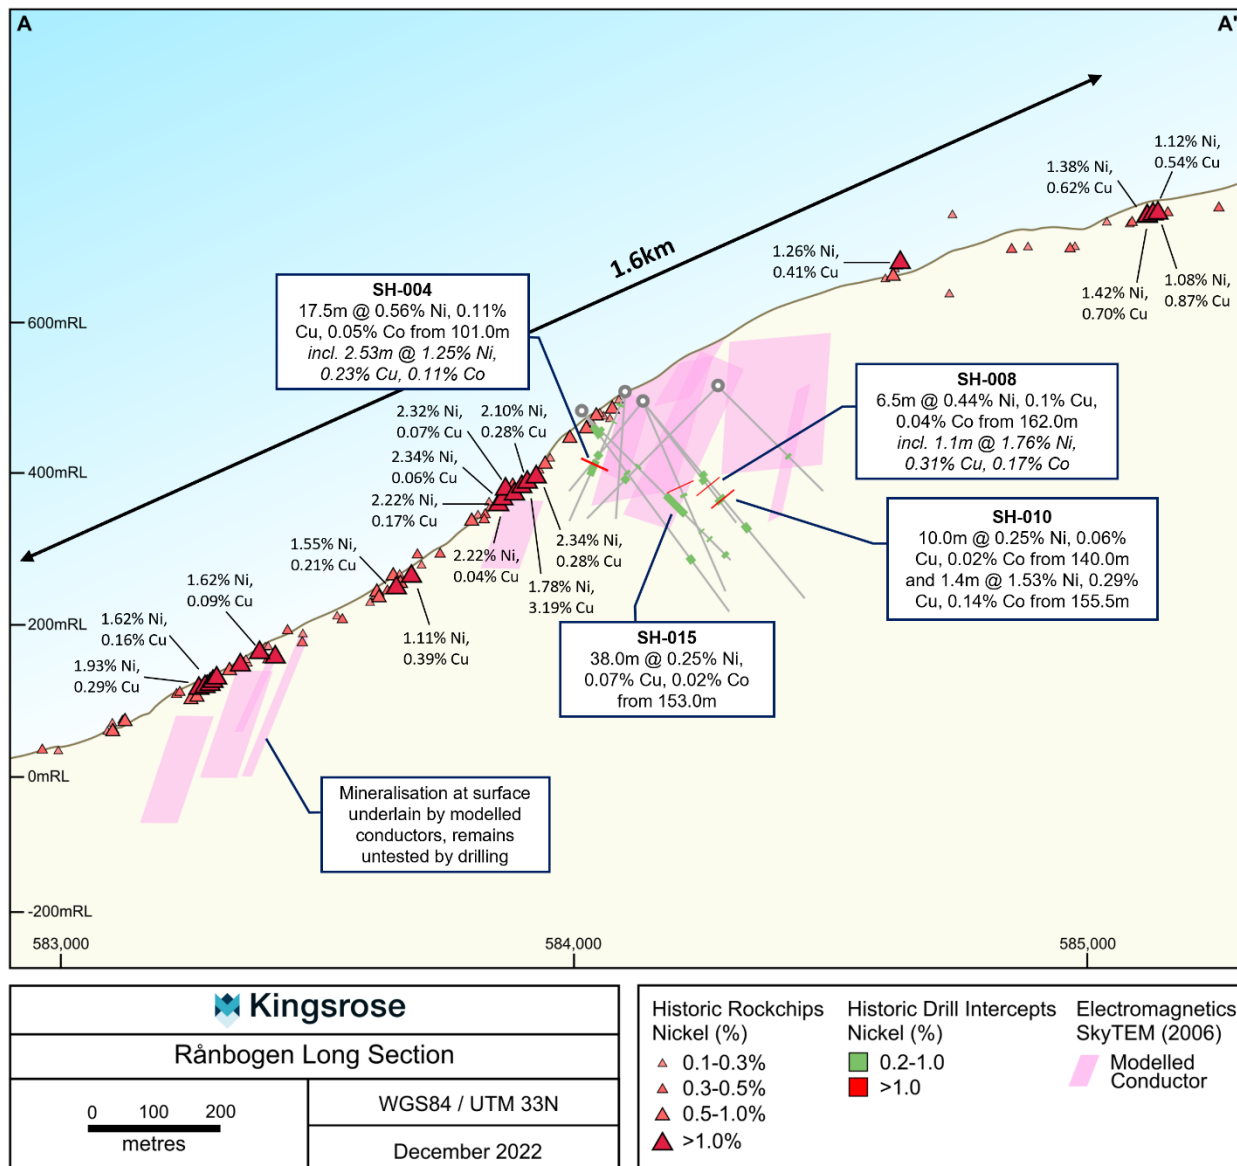 A
A'
1.6km
1.12% Ni,
0.54% Cu
1.38% Ni,
0.62% Cu
1.26% Ni,
0.41% Cu
1.42% Ni,
0.70% Cu
1.08% Ni,
0.87% Cu
SH-004
17.5m @ 0.56% Ni, 0.11%
Cu, 0.05% Co from 101.0m
incl. 2.53m @ 1.25% Ni,
0.23% Cu, 0.11% Co
600mRL
SH-008
6.5m @ 0.44% Ni, 0.1% Cu,
0.04% Co from 162.0m
incl. 1.1m @ 1.76% Ni,
0.31% Cu, 0.17% Co
2.32% Ni,
0.07% Cu
2.10% Ni,
0.28% Cu
2.34% Ni,
0.06% Cu
400mRL
2.22% Ni,
0.17% Cu
SH-010
10.0m @ 0.25% Ni, 0.06%
Cu, 0.02% Co from 140.0m
and 1.4m @ 1.53% Ni, 0.29%
Cu, 0.14% Co from 155.5m
1.55% Ni,
0.21% Cu
2.22% Ni,
0.04% Cu
2.34% Ni,
0.28% Cu
1.78% Ni,
3.19% Cu
1.62% Ni,
0.09% Cu
1.62% Ni,
0.16% Cu
200mRL
1.11% Ni,
0.39% Cu
1.93% Ni,
0.29% Cu
SH-015
38.0m @ 0.25% Ni,
0.07% Cu, 0.02% Co
from 153.0m
0mRL
Mineralisation at surface
underlain by modelled
conductors, remains
untested by drilling
-200mRL
583,000
584,000
585,000
Kingsrose
Rånbogen Long Section
0 100 200
metres
WGS84 / UTM 33N
December 2022
Historic Rockchips
Nickel (%)
0.1-0.3%
0.3-0.5%
0.5-1.0%
>1.0%
Historic Drill Intercepts
Nickel (%)
0.2-1.0
>1.0
Electromagnetics
SkyTEM (2006)
Modelled
Conductor